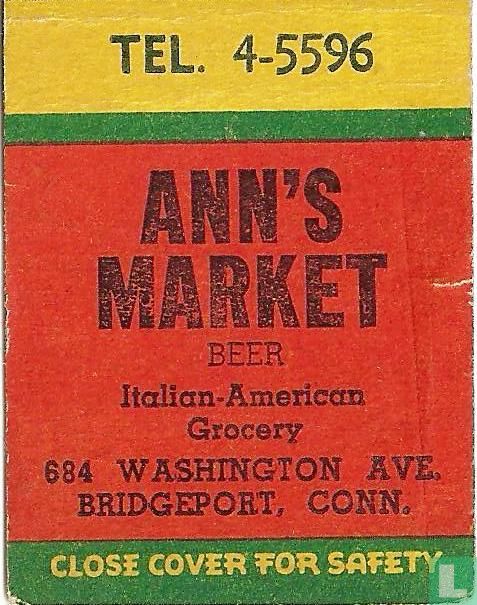 TEL. 4-5596
ANN'S
MARKET
BEER
Italian-American
Grocery
684 WASHINGTON AVE.
BRIDGEPORT, CONN.
CLOSE COVER FOR SAFETY
L